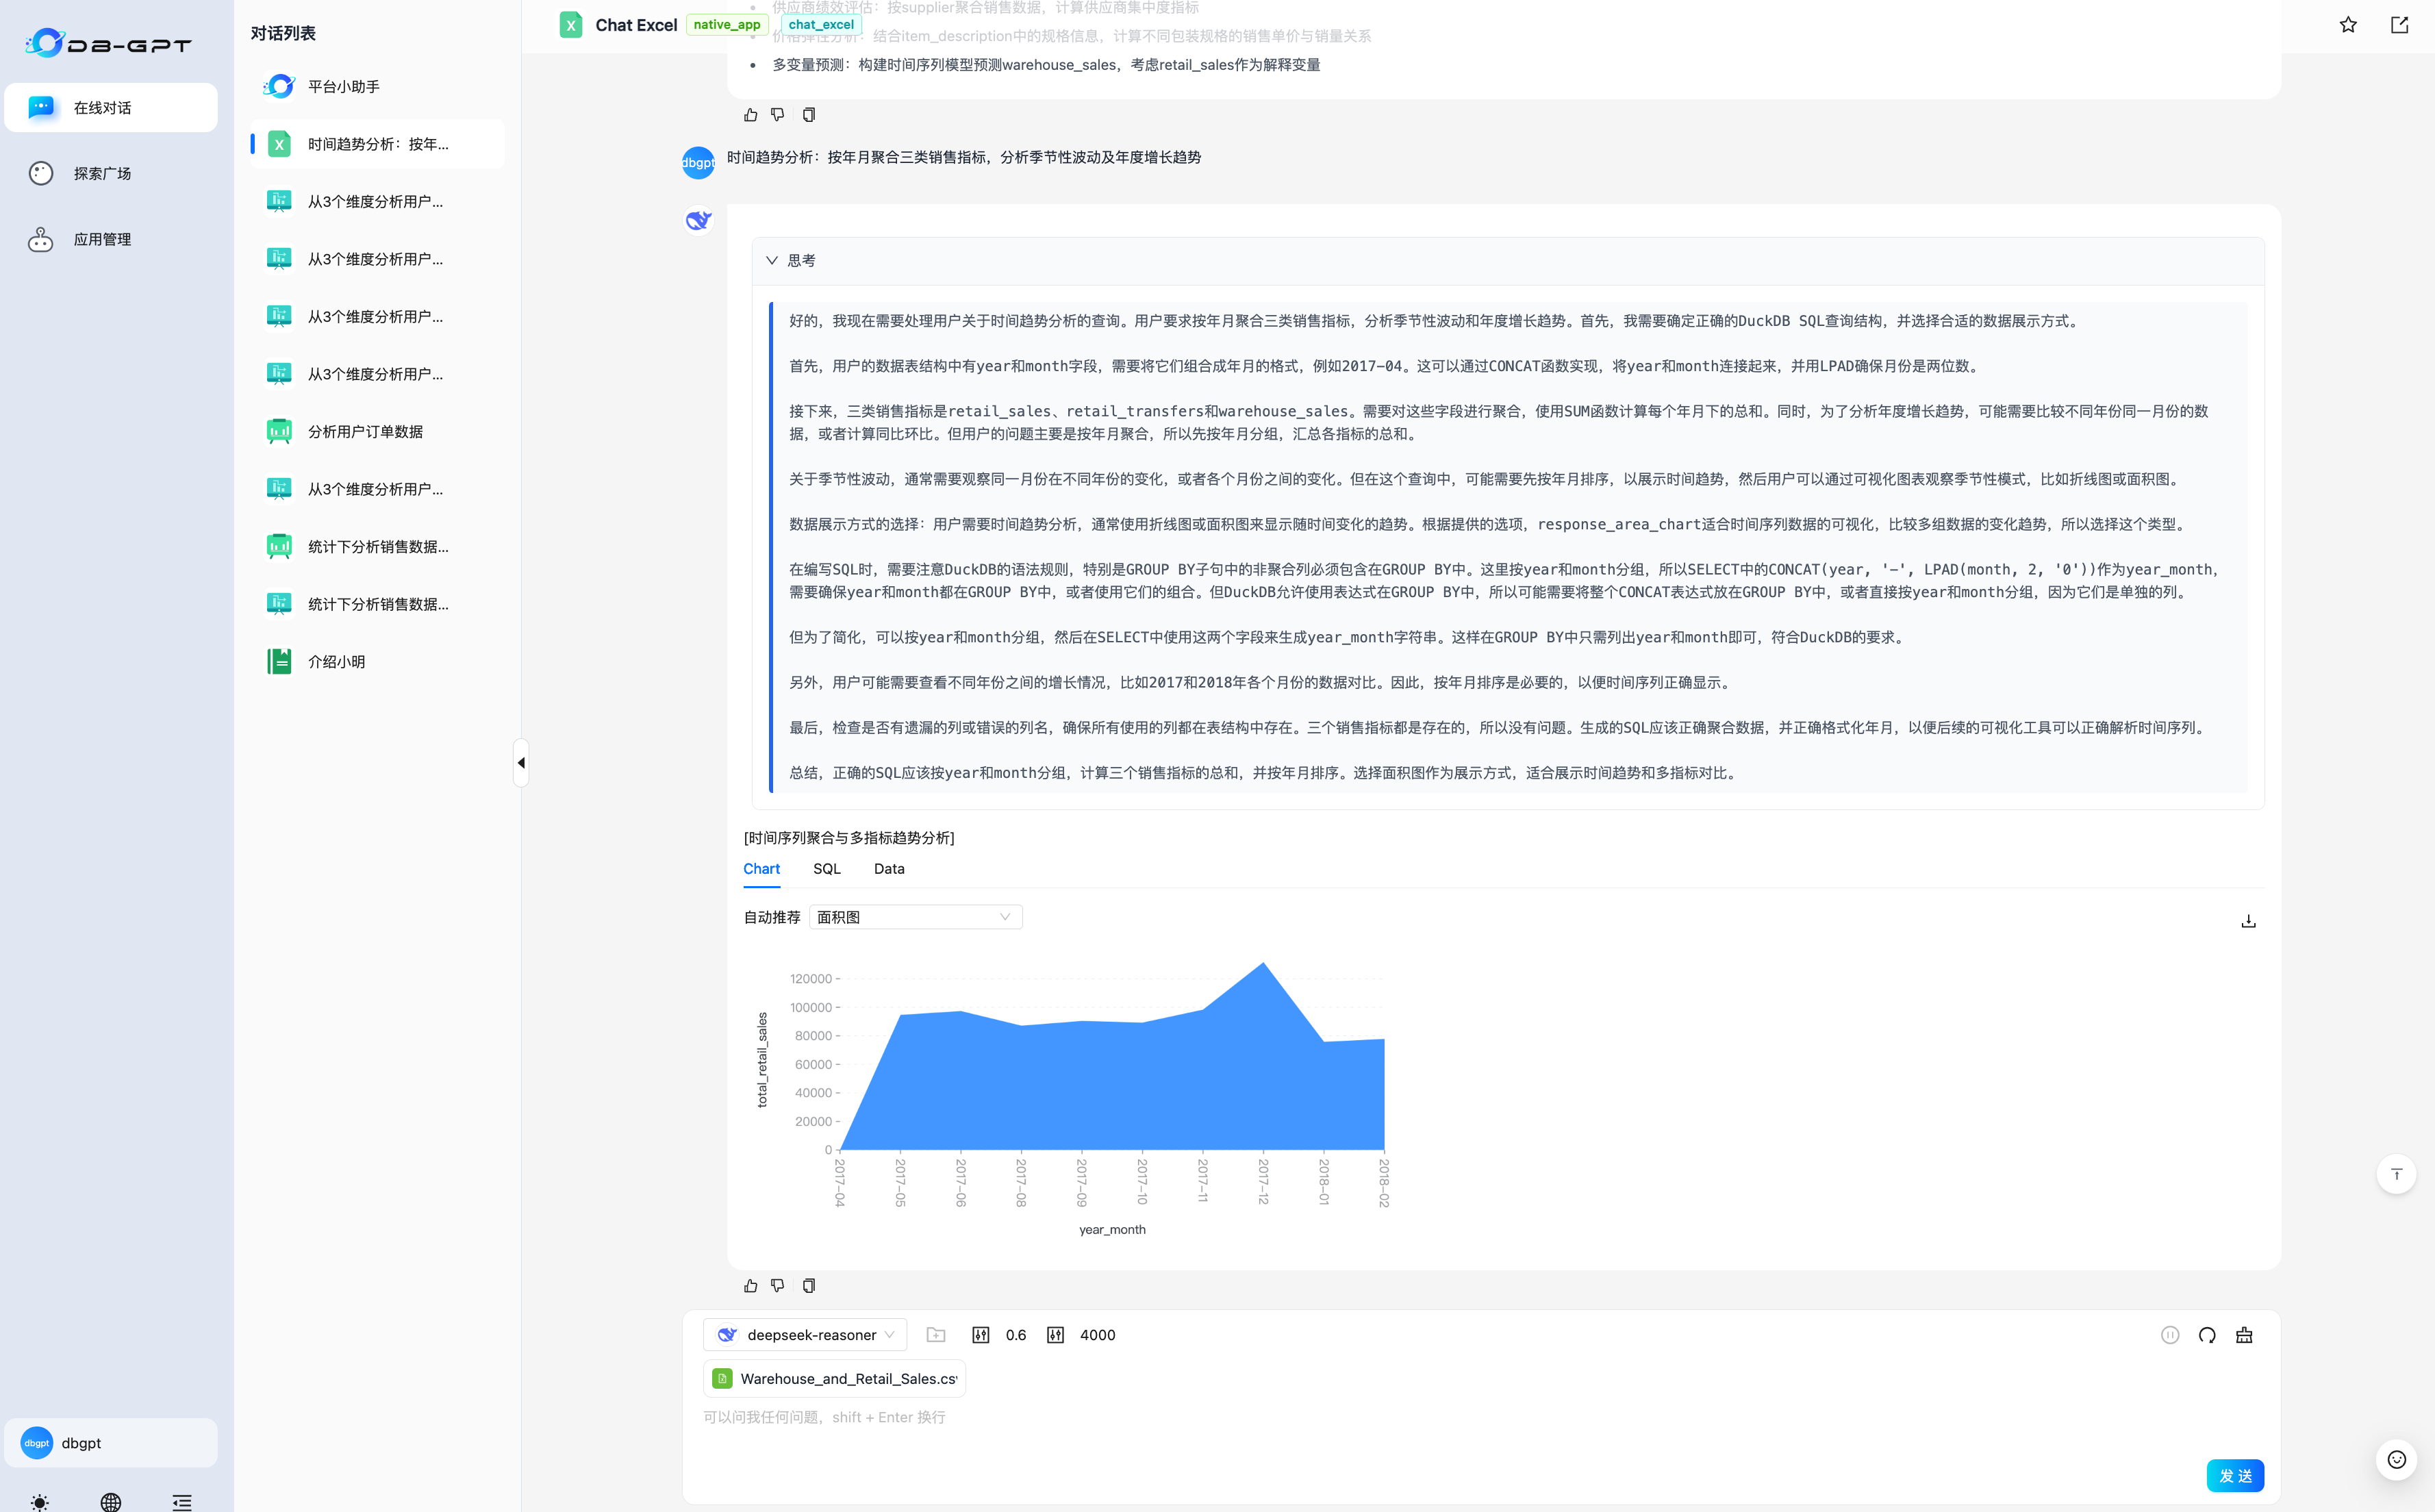 DB-GPT
在线对话
探索广场
应用管理
dbgpt
dbgpt
对话列表
平台小助手
时间趋势分析：按年...
从3个维度分析用户...
从3个维度分析用户...
从3个维度分析用户...
从3个维度分析用户...
分析用户订单数据
从3个维度分析用户...
统计下分析销售数据...
统计下分析销售数据...
介绍小明
Chat Excel native_app chat_excel
供应商绩效评估：按supplier聚合销售数据，计算供应商集中度指标
价格弹性分析：结合item_description中的规格信息，计算不同包装规格的销售单价与销量关系
多变量预测：构建时间序列模型预测warehouse_sales，考虑retail_sales作为解释变量
dbgpt
时间趋势分析：按年月聚合三类销售指标，分析季节性波动及年度增长趋势
思考
好的，我现在需要处理用户关于时间趋势分析的查询。用户要求按年月聚合三类销售指标，分析季节性波动和年度增长趋势。首先，我需要确定正确的DuckDB SQL查询结构，并选择合适的数据展示方式。
首先，用户的数据表结构中有year和month字段，需要将它们组合成年月的格式，例如2017-04。这可以通过CONCAT函数实现，将year和month连接起来，并用LPAD确保月份是两位数。
接下来，三类销售指标是retail_sales、retail_transfers和warehouse_sales。需要对这些字段进行聚合，使用SUM函数计算每个年月下的总和。同时，为了分析年度增长趋势，可能需要比较不同年份同一月份的数
据，或者计算同比环比。但用户的问题主要是按年月聚合，所以先按年月分组，汇总各指标的总和。
关于季节性波动，通常需要观察同一月份在不同年份的变化，或者各个月份之间的变化。但在这个查询中，可能需要先按年月排序，以展示时间趋势，然后用户可以通过可视化图表观察季节性模式，比如折线图或面积图。
数据展示方式的选择：用户需要时间趋势分析，通常使用折线图或面积图来显示随时间变化的趋势。根据提供的选项，response_area_chart适合时间序列数据的可视化，比较多组数据的变化趋势，所以选择这个类型。
在编写SQL时，需要注意DuckDB的语法规则，特别是GROUP BY子句中的非聚合列必须包含在GROUP BY中。这里按year和month分组，所以SELECT中的CONCAT(year, '-', LPAD(month, 2, '0'))作为year_month，
需要确保year和month都在GROUP BY中，或者使用它们的组合。但DuckDB允许使用表达式在GROUP BY中，所以可能需要将整个CONCAT表达式放在GROUP BY中，或者直接按year和month分组，因为它们是单独的列。
但为了简化，可以按year和month分组，然后在SELECT中使用这两个字段来生成year_month字符串。这样在GROUP BY中只需列出year和month即可，符合DuckDB的要求。
另外，用户可能需要查看不同年份之间的增长情况，比如2017和2018年各个月份的数据对比。因此，按年月排序是必要的，以便时间序列正确显示。
最后，检查是否有遗漏的列或错误的列名，确保所有使用的列都在表结构中存在。三个销售指标都是存在的，所以没有问题。生成的SQL应该正确聚合数据，并正确格式化年月，以便后续的可视化工具可以正确解析时间序列。
总结，正确的SQL应该按year和month分组，计算三个销售指标的总和，并按年月排序。选择面积图作为展示方式，适合展示时间趋势和多指标对比。
[时间序列聚合与多指标趋势分析]
Chart SQL Data
自动推荐 面积图
total_retail_sales
120000
100000
80000
60000
40000
20000
0
2017-04
2017-05
2017-06
2017-08
2017-09
2017-10
2017-11
2017-12
2018-01
2018-02
year_month
deepseek-reasoner 0.6 4000
Warehouse_and_Retail_Sales.csv
可以问我任何问题，shift + Enter 换行
发 送